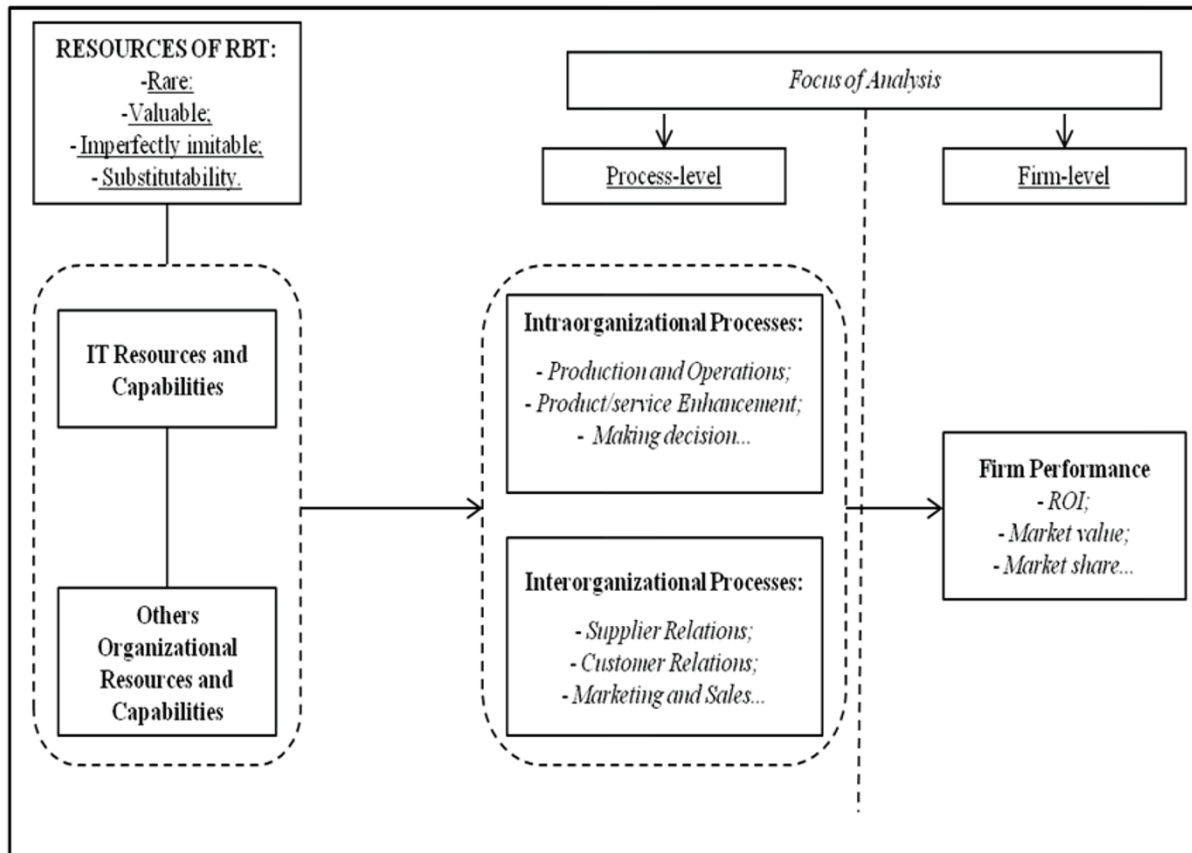 RESOURCES OF RBT:
-Rare:
-Valuable;
-Imperfectly imitable;
- Substitutability.
Focus of Analysis
Process-level
Firm-level
IT Resources and
Capabilities
Others
Organizational
Resources and
Capabilities
Intraorganizational Processes:
- Production and Operations;
- Product/service Enhancement;
- Making decision...
Interorganizational Processes:
- Supplier Relations;
- Customer Relations;
- Marketing and Sales...
Firm Performance
- ROI;
- Market value;
- Market share...